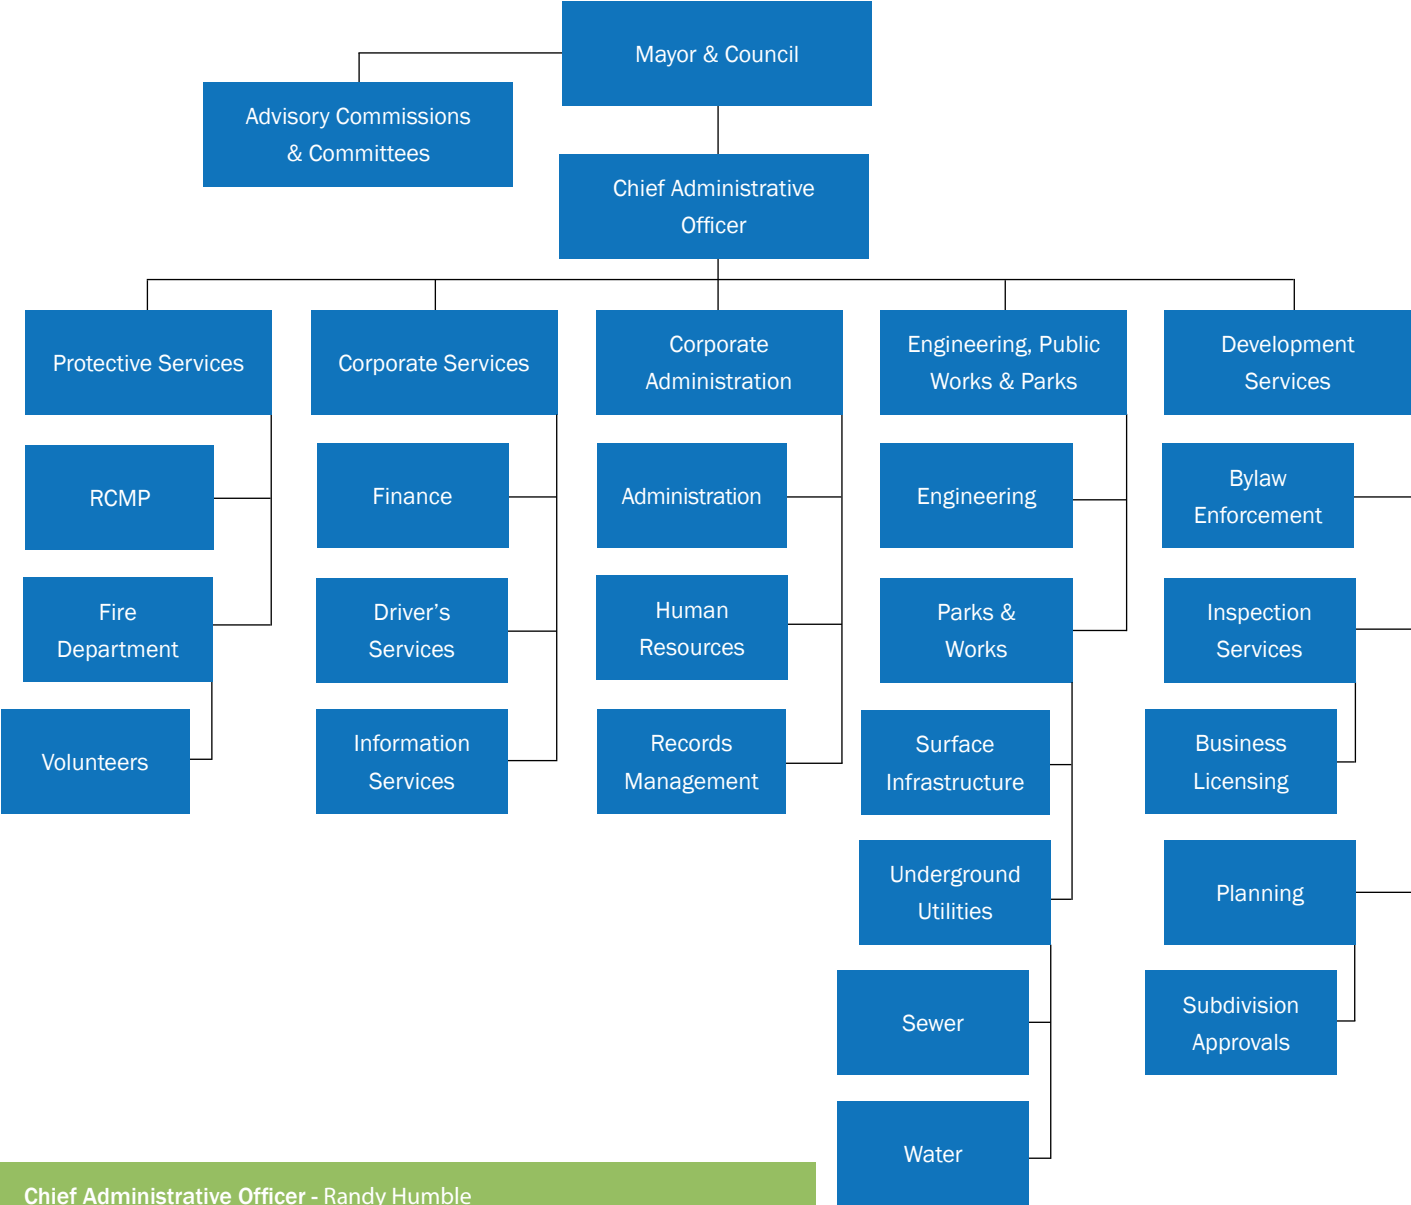 Mayor & Council
Advisory Commissions
& Committees
Chief Administrative
Officer
Protective Services
Corporate Services
Corporate
Administration
Engineering, Public
Works & Parks
Development
Services
RCMP
Fire
Department
Volunteers
Finance
Driver’s
Services
Information
Services
Administration
Human
Resources
Records
Management
Engineering
Parks &
Works
Surface
Infrastructure
Underground
Utilities
Sewer
Water
Bylaw
Enforcement
Inspection
Services
Business
Licensing
Planning
Subdivision
Approvals
Chief Administrative Officer - Randy Humble